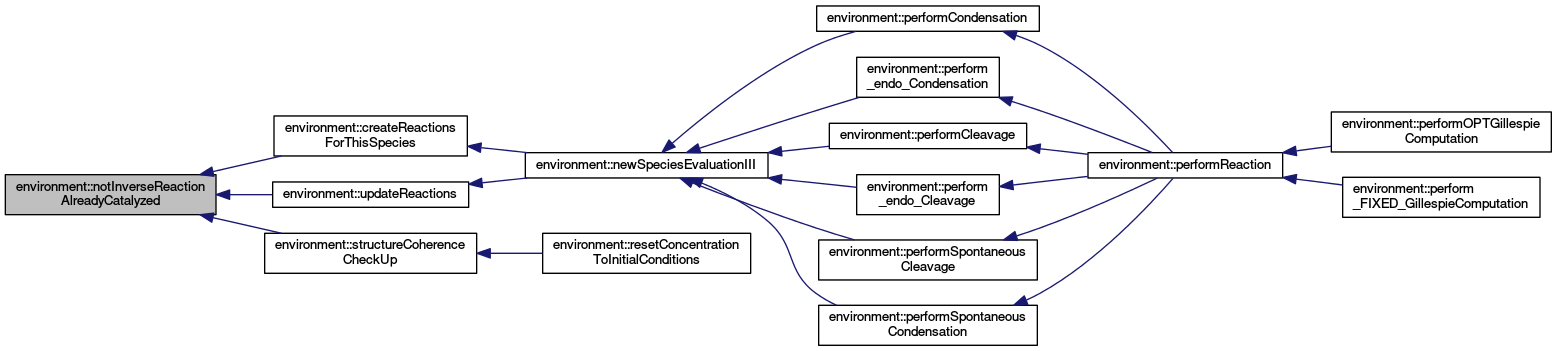 environment::notInverseReaction
AlreadyCatalyzed
environment::createReactions
ForThisSpecies
environment::updateReactions
environment::structureCoherence
CheckUp
environment::newSpeciesEvaluationIII
environment::resetConcentration
ToInitialConditions
environment::performCondensation
environment::perform
_endo_Condensation
environment::performCleavage
environment::perform
_endo_Cleavage
environment::performSpontaneous
Cleavage
environment::performSpontaneous
Condensation
environment::performReaction
environment::performOPTGillespie
Computation
environment::perform
_FIXED_GillespieComputation